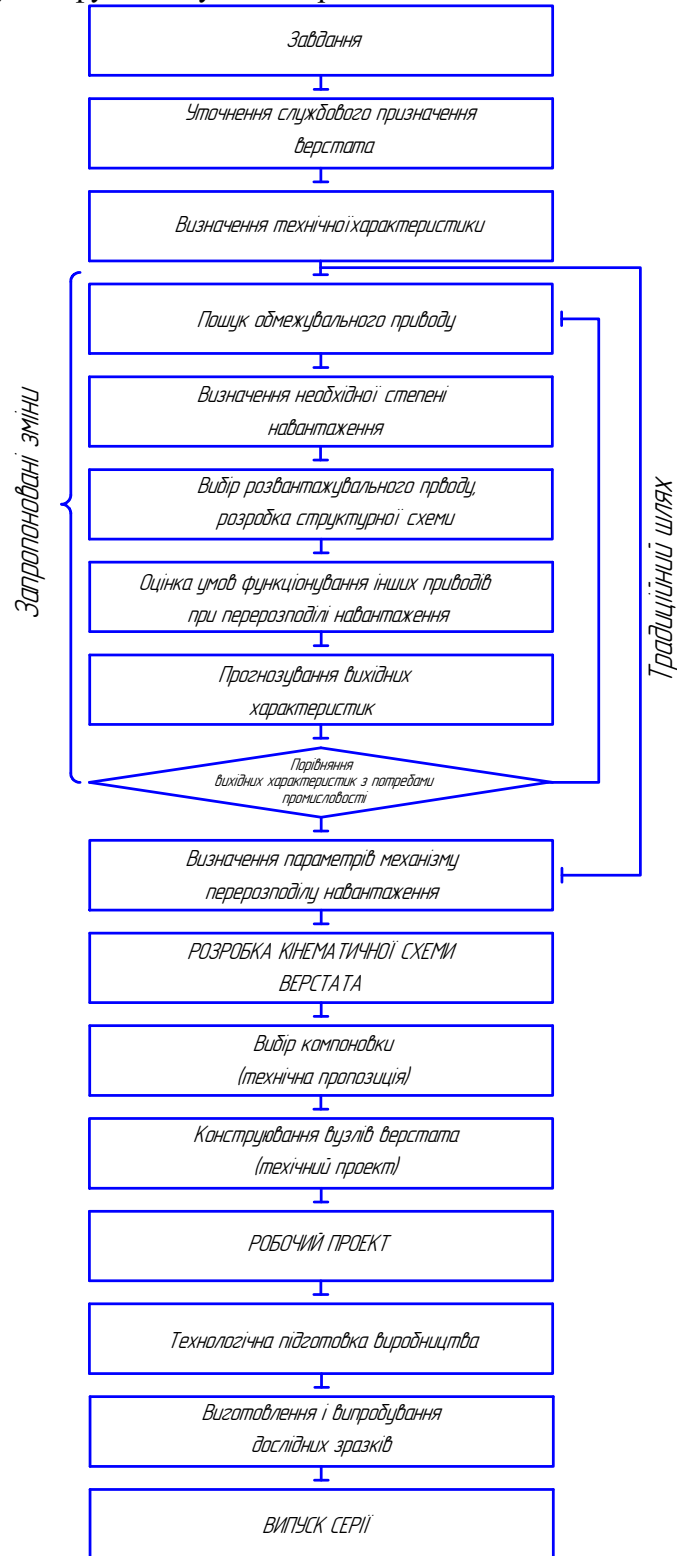 Завдання
Уточнення службового призначення
верстата
Визначення технічної характеристики
Пошук обмежувального приводу
Визначення необхідної степені
навантаження
Вибір розвантажувального прводу,
розробка структурної схеми
Оцінка умов функціонування інших приводів
при перерозподілі навантаження
Прогнозування вихідних
характеристик
Порівняння
вихідних характеристик з потребами
промисловості
Запропоновані зміни
Традиційний шлях
Визначення параметрів механізму
перерозподілу навантаження
РОЗРОБКА КІНЕМАТИЧНОЇ СХЕМИ
ВЕРСТАТА
Вибір компоновки
(технічна пропозиція)
Конструювання вузлів верстата
(техічний проект)
РОБОЧИЙ ПРОЕКТ
Технологічна підготовка виробництва
Виготовлення і випробування
дослідних зразків
ВИПУСК СЕРІЇ